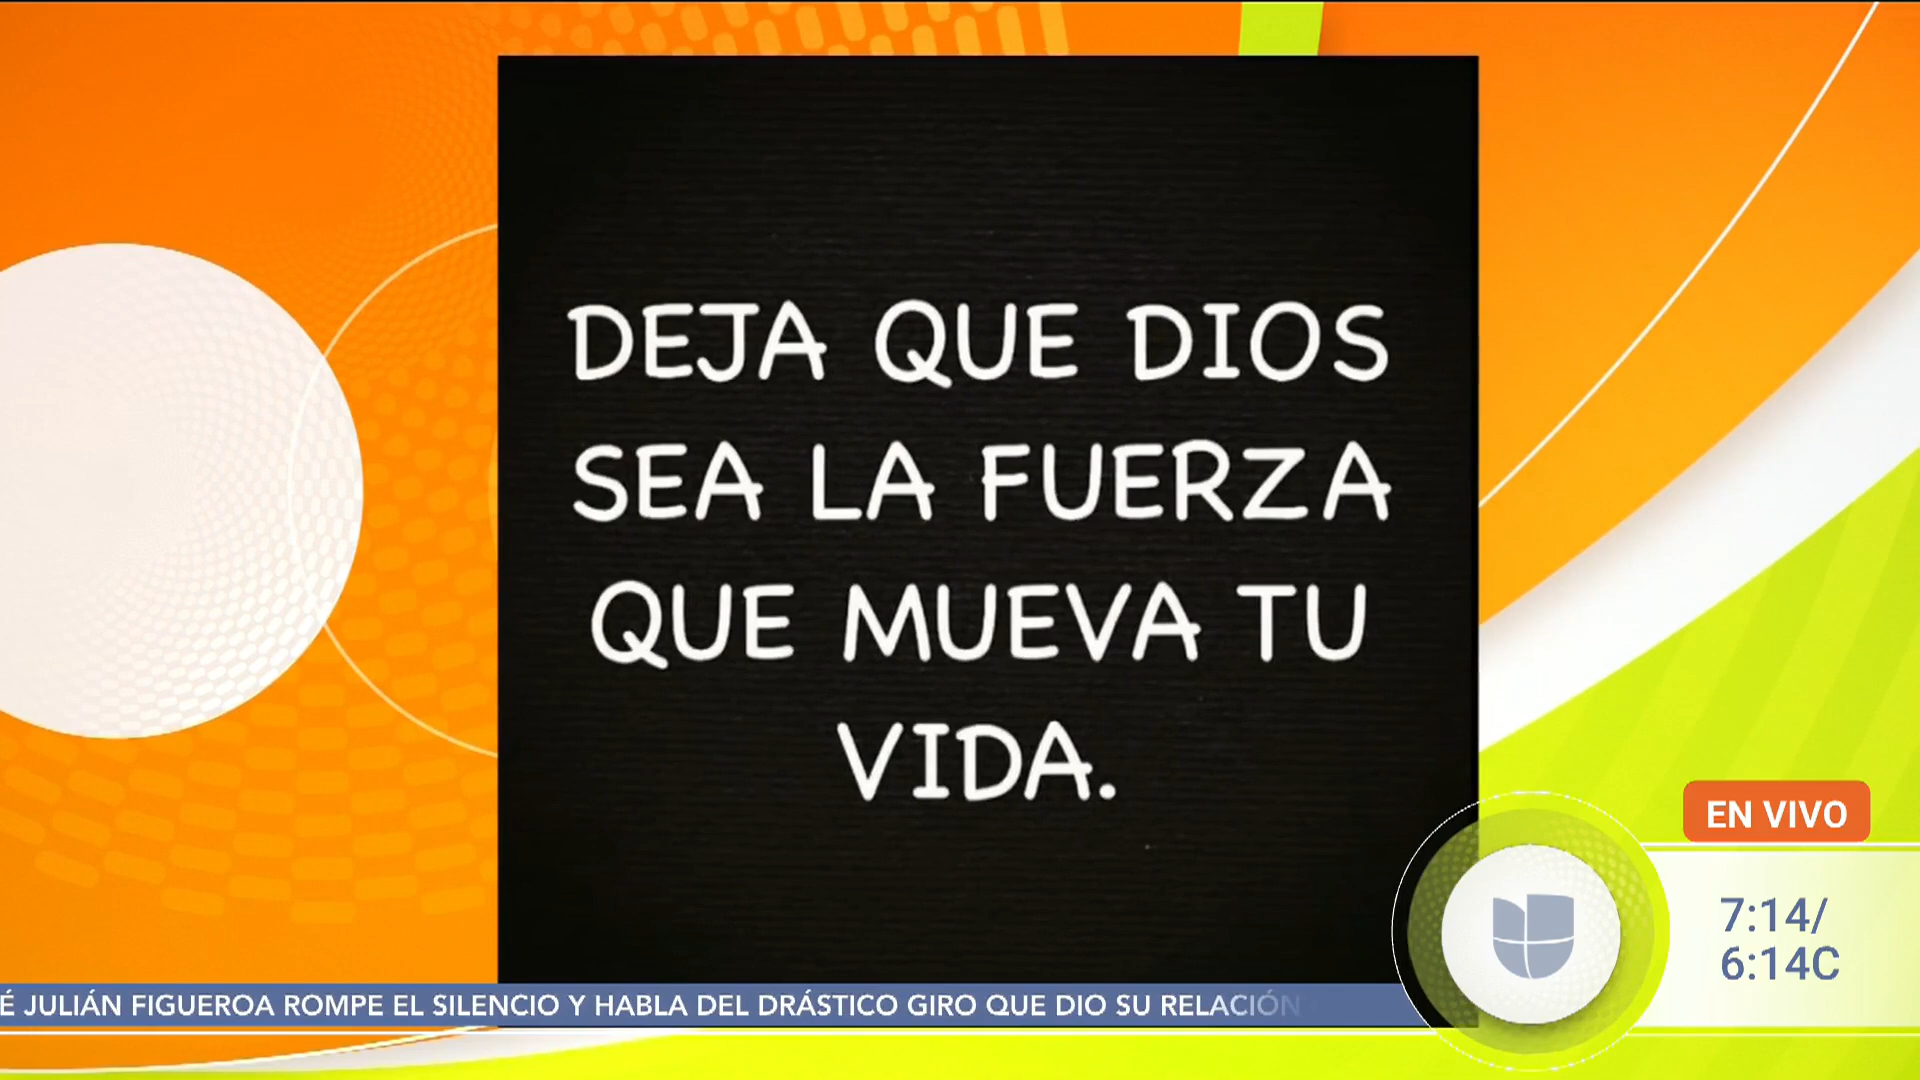 DEJA QUE DIOS
SEA LA FUERZA
QUE MUEVA TU
VIDA.
EN VIVO
7:14/
6:14C
É JULIÁN FIGUEROA ROMPE EL SILENCIO Y HABLA DEL DRÁSTICO GIRO QUE DIO SU RELACIÓN